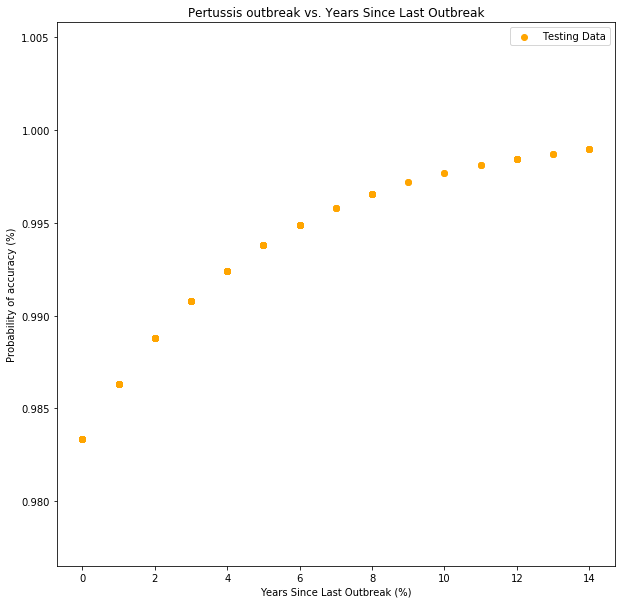 Pertussis outbreak vs. Years Since Last Outbreak
Testing Data
Probability of accuracy (%)
1.005
1.000
0.995
0.990
0.985
0.980
0 2 4 6 8 10 12 14
Years Since Last Outbreak (%)